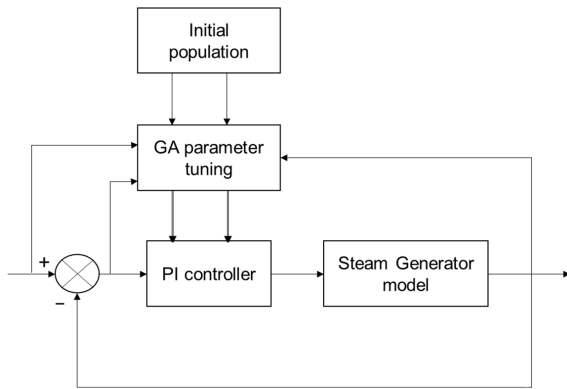 Initial
population
GA parameter
tuning
+
PI controller
Steam Generator
model
−